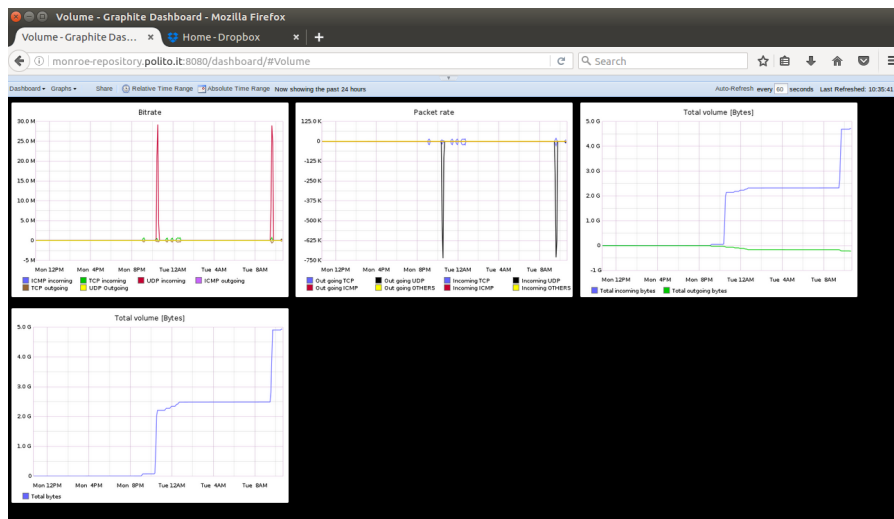 Volume - Graphite Dashboard - Mozilla Firefox
Volume - Graphite Das... × Home - Dropbox × +
monroe-repository.polito.it:8080/dashboard/#Volume Search
Dashboard Graphs Share Relative Time Range Absolute Time Range Now showing the past 24 hours Auto-Refresh every 60 seconds Last Refreshed: 10:35:41
Bitrate
30.0 M
25.0 M
20.0 M
15.0 M
10.0 M
5.0 M
0
-5 M
Mon 12PM Mon 4PM Mon 8PM Tue 12AM Tue 4AM Tue 8AM
ICMP incoming TCP incoming UDP incoming ICMP outgoing
TCP outgoing UDP Outgoing
Packet rate
125.0 K
0
-125 K
-250 K
-375 K
-500 K
-625 K
-750 K
Mon 12PM Mon 4PM Mon 8PM Tue 12AM Tue 4AM Tue 8AM
Out going TCP Out going UDP Incoming TCP Incoming UDP
Out going ICMP Out going OTHERS Incoming ICMP Incoming OTHERS
Total volume [Bytes]
5.0 G
4.0 G
3.0 G
2.0 G
1.0 G
0
-1 G
Mon 12PM Mon 4PM Mon 8PM Tue 12AM Tue 4AM Tue 8AM
Total incoming bytes Total outgoing bytes
Total volume [Bytes]
5.0 G
4.0 G
3.0 G
2.0 G
1.0 G
0
Mon 12PM Mon 4PM Mon 8PM Tue 12AM Tue 4AM Tue 8AM
Total bytes